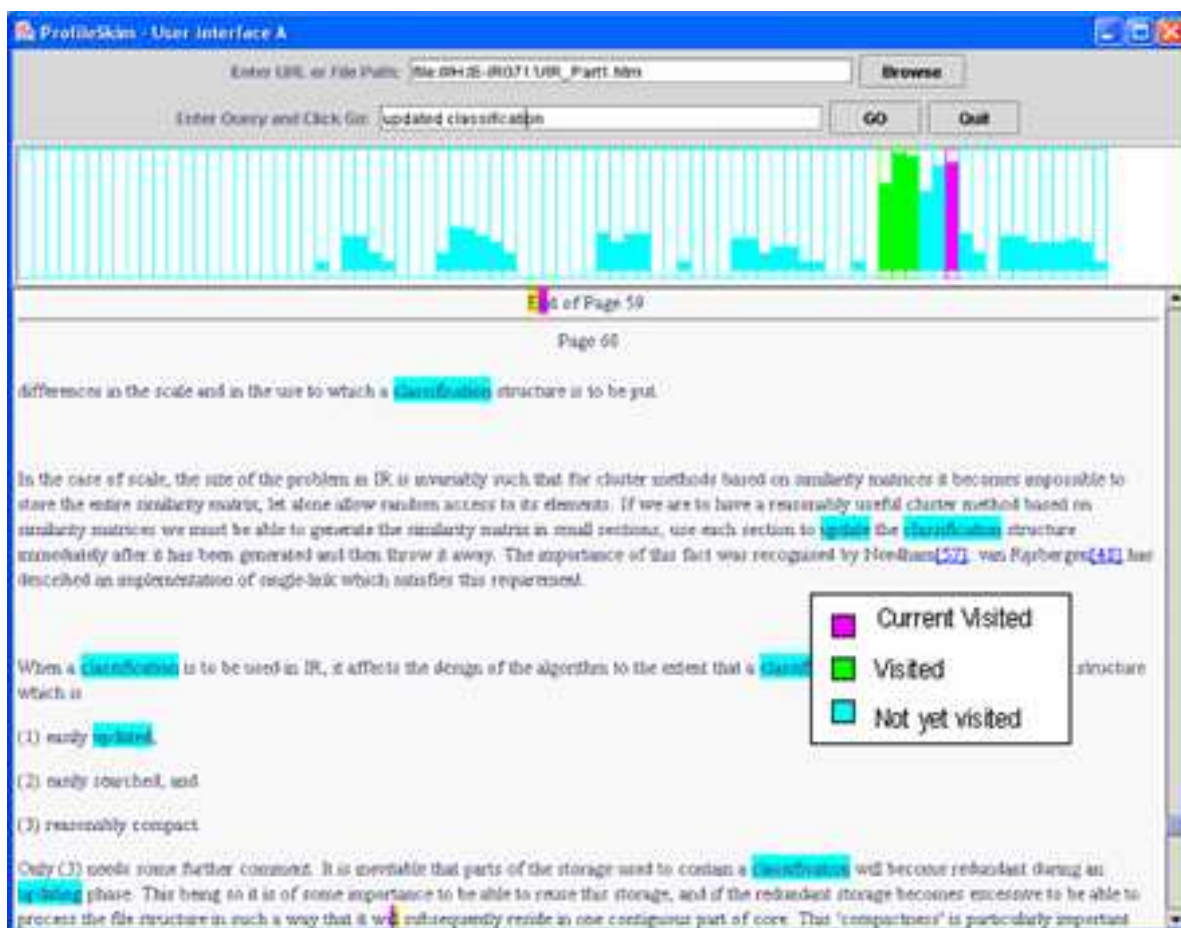 ProfileSkim - User Interface A
Enter URL or File Path:
Browse
Enter Query and Click Go: updated classification GO Quit
End of Page 59
Page 60
differences in the scale and in the use to which a classification structure is to be put.
In the case of scale, the size of the problem in IR is invariably such that for cluster methods based on similarity matrices it becomes impossible to
store the entire similarity matrix, let alone allow random access to its elements. If we are to have a reasonably useful cluster method based on
similarity matrices we must be able to generate the similarity matrix in small sections, use each section to update the classification structure
immediately after it has been generated and then throw it away. The importance of this fact was recognized by Needham[57]. van Rijsbergen[48] has
described an implementation of single-link which satisfies this requirement.
Current Visited
Visited
Not yet visited
When a classification is to be used in IR, it affects the design of the algorithm to the extent that a structure
which is
(1) easily updated,
(2) easily searched, and
(3) reasonably compact
Only (3) needs some further comment. It is inevitable that parts of the storage used to contain a classification will become redundant during an
updating phase. This being so it is of some importance to be able to reuse this storage, and if the redundant storage becomes excessive to be able to
process the file structure in such a way that it will subsequently reside in one contiguous part of core. This 'compactness' is particularly important